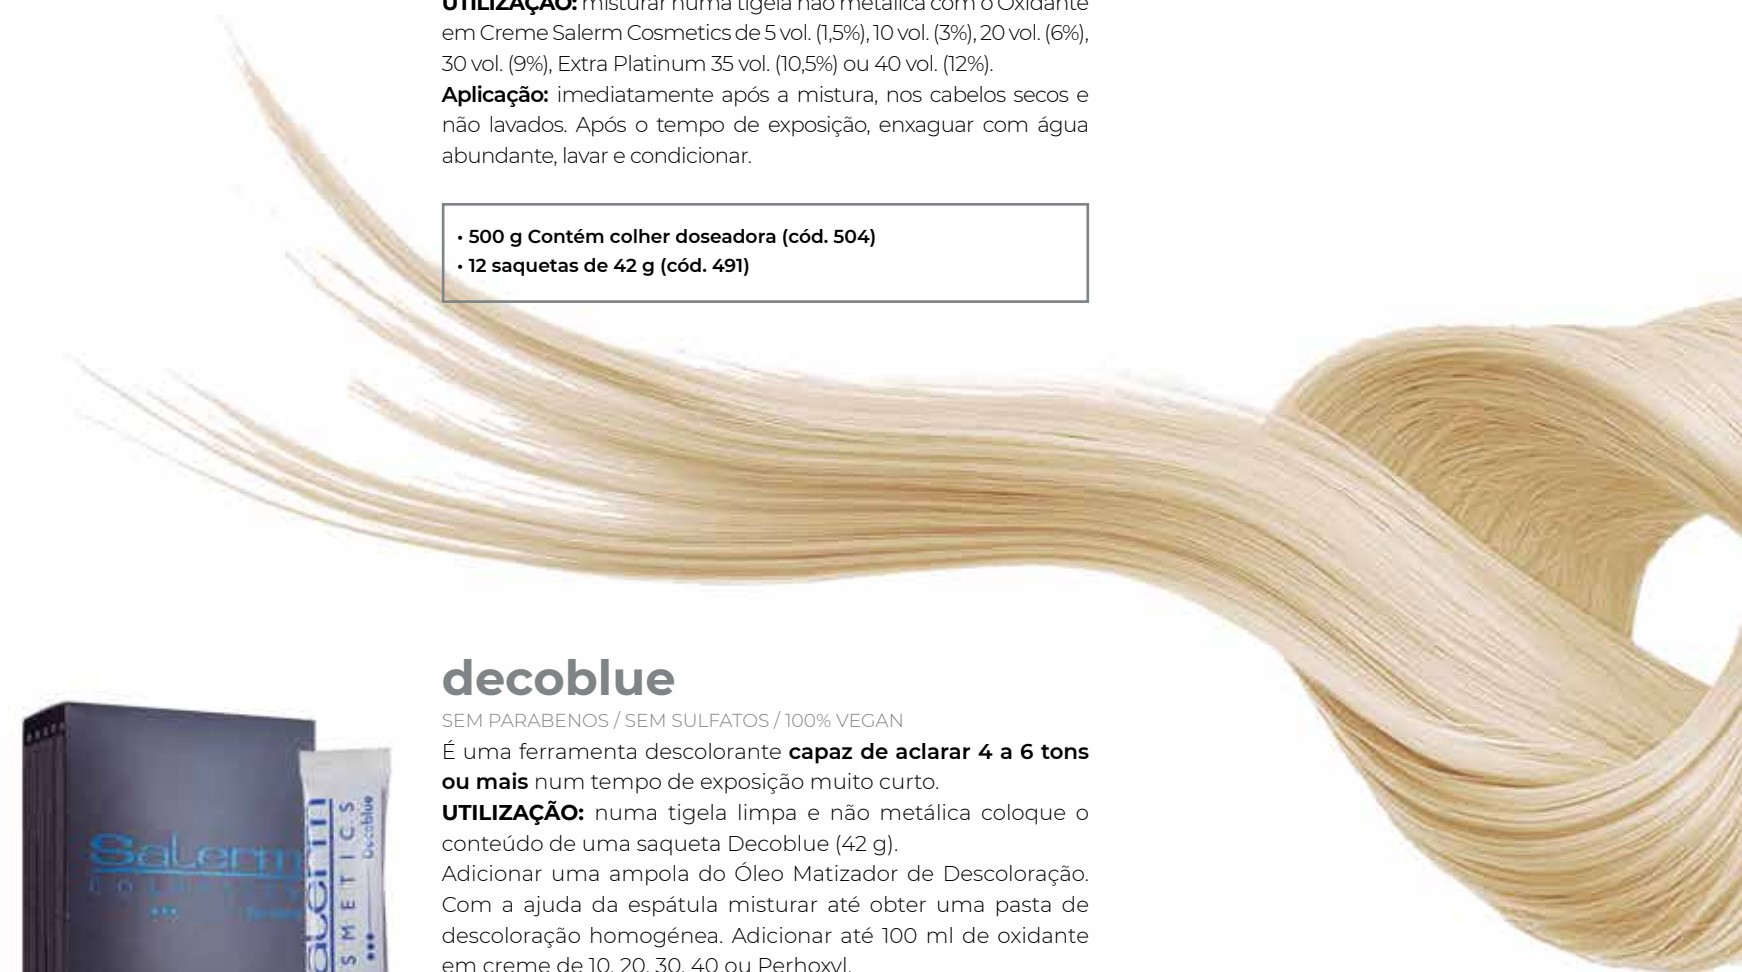 UTILIZAÇÃO: misturar numa tigela não metálica com o Oxidante
em Creme Salerm Cosmetics de 5 vol. (1,5%), 10 vol. (3%), 20 vol. (6%),
30 vol. (9%), Extra Platinum 35 vol. (10,5%) ou 40 vol. (12%).
Aplicação: imediatamente após a mistura, nos cabelos secos e
não lavados. Após o tempo de exposição, enxaguar com água
abundante, lavar e condicionar.
• 500 g Contém colher doseadora (cód. 504)
• 12 saquetas de 42 g (cód. 491)
decoblue
SEM PARABENOS / SEM SULFATOS / 100% VEGAN
É uma ferramenta descolorante capaz de aclarar 4 a 6 tons
ou mais num tempo de exposição muito curto.
UTILIZAÇÃO: numa tigela limpa e não metálica coloque o
conteúdo de uma saqueta Decoblue (42 g).
Adicionar uma ampola do Óleo Matizador de Descoloração.
Com a ajuda da espátula misturar até obter uma pasta de
descoloração homogénea. Adicionar até 100 ml de oxidante
em creme de 10, 20, 30, 40 ou Perhoxyl.
Salerm
Decoblue